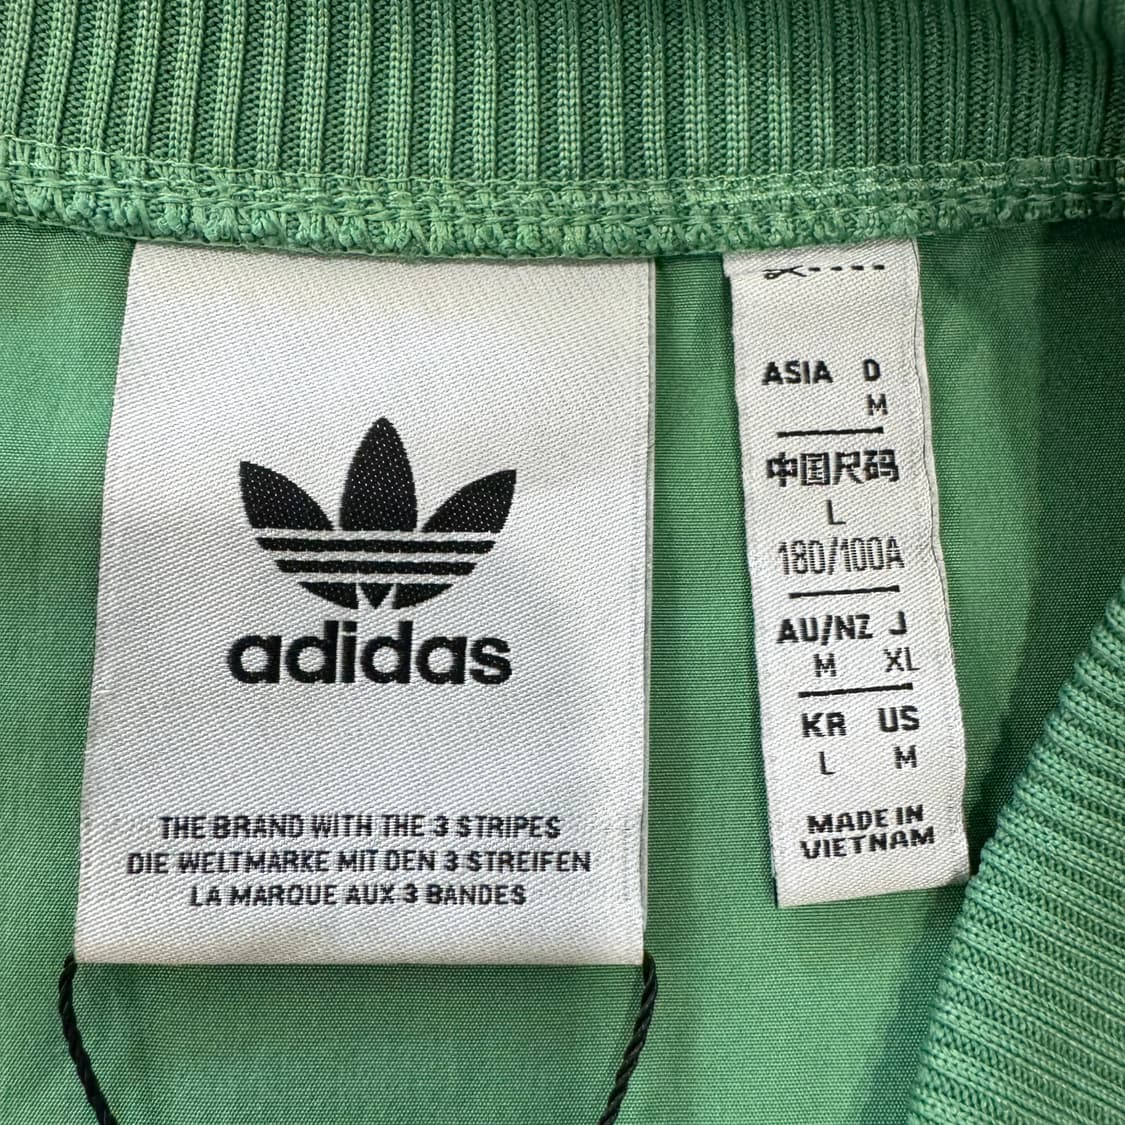 adidas
THE BRAND WITH THE 3 STRIPES
DIE WELTMARKE MIT DEN 3 STREIFEN
LA MARQUE AUX 3 BANDES
ASIA D
M
中国尺码
L
180/100A
AU/NZ J
M XL
KR US
L M
MADE IN
VIETNAM